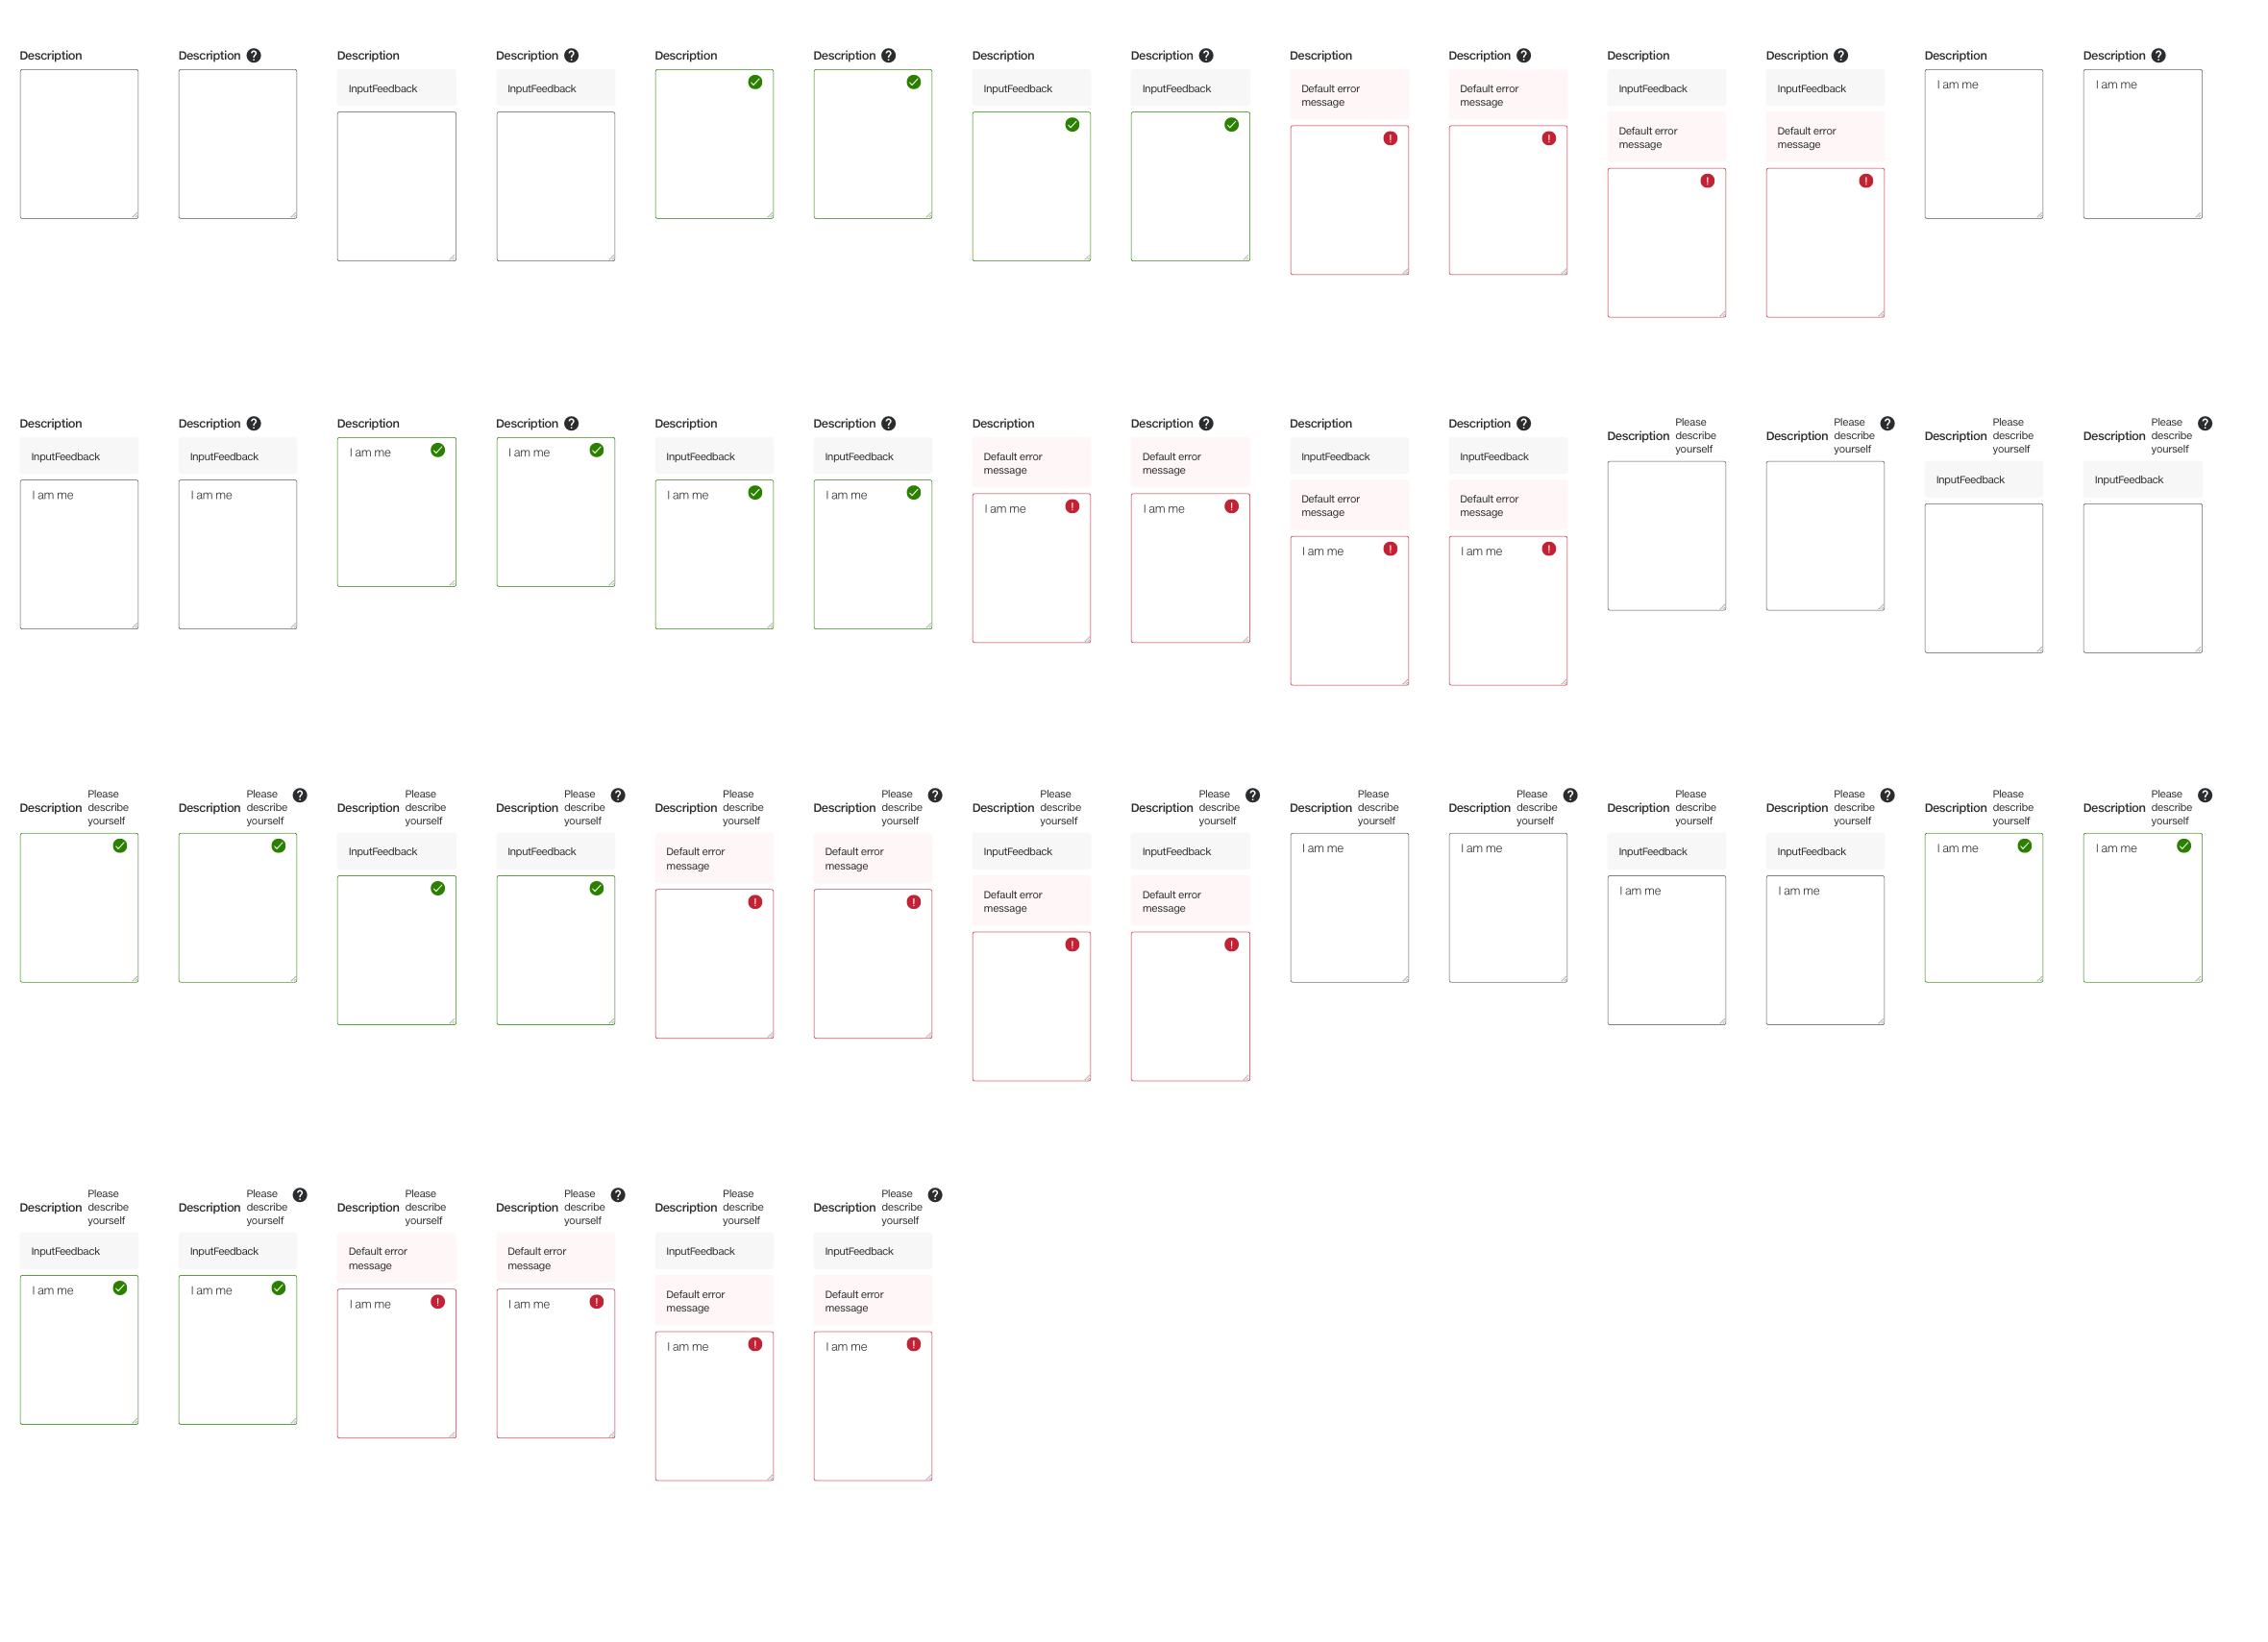 Description
Description
Description
InputFeedback
Description
InputFeedback
Description
Description
Description
InputFeedback
Description
InputFeedback
Description
Default error
message
Description
Default error
message
Description
InputFeedback
Default error
message
Description
InputFeedback
Default error
message
Description
I am me
Description
I am me
Description
InputFeedback
I am me
Description
InputFeedback
I am me
Description
I am me
Description
I am me
Description
InputFeedback
I am me
Description
InputFeedback
I am me
Description
Default error
message
I am me
Description
Default error
message
I am me
Description
InputFeedback
Default error
message
I am me
Description
InputFeedback
Default error
message
I am me
Description
Please
describe
yourself
Description
Please
describe
yourself
Description
Please
describe
yourself
InputFeedback
Description
Please
describe
yourself
InputFeedback
Description
Please
describe
yourself
Description
Please
describe
yourself
Description
Please
describe
yourself
InputFeedback
Description
Please
describe
yourself
InputFeedback
Description
Please
describe
yourself
Default error
message
Description
Please
describe
yourself
Default error
message
Description
Please
describe
yourself
InputFeedback
Default error
message
Description
Please
describe
yourself
InputFeedback
Default error
message
Description
Please
describe
yourself
I am me
Description
Please
describe
yourself
I am me
Description
Please
describe
yourself
InputFeedback
I am me
Description
Please
describe
yourself
InputFeedback
I am me
Description
Please
describe
yourself
I am me
Description
Please
describe
yourself
I am me
Description
Please
describe
yourself
InputFeedback
I am me
Description
Please
describe
yourself
InputFeedback
I am me
Description
Please
describe
yourself
Default error
message
I am me
Description
Please
describe
yourself
Default error
message
I am me
Description
Please
describe
yourself
InputFeedback
Default error
message
I am me
Description
Please
describe
yourself
InputFeedback
Default error
message
I am me